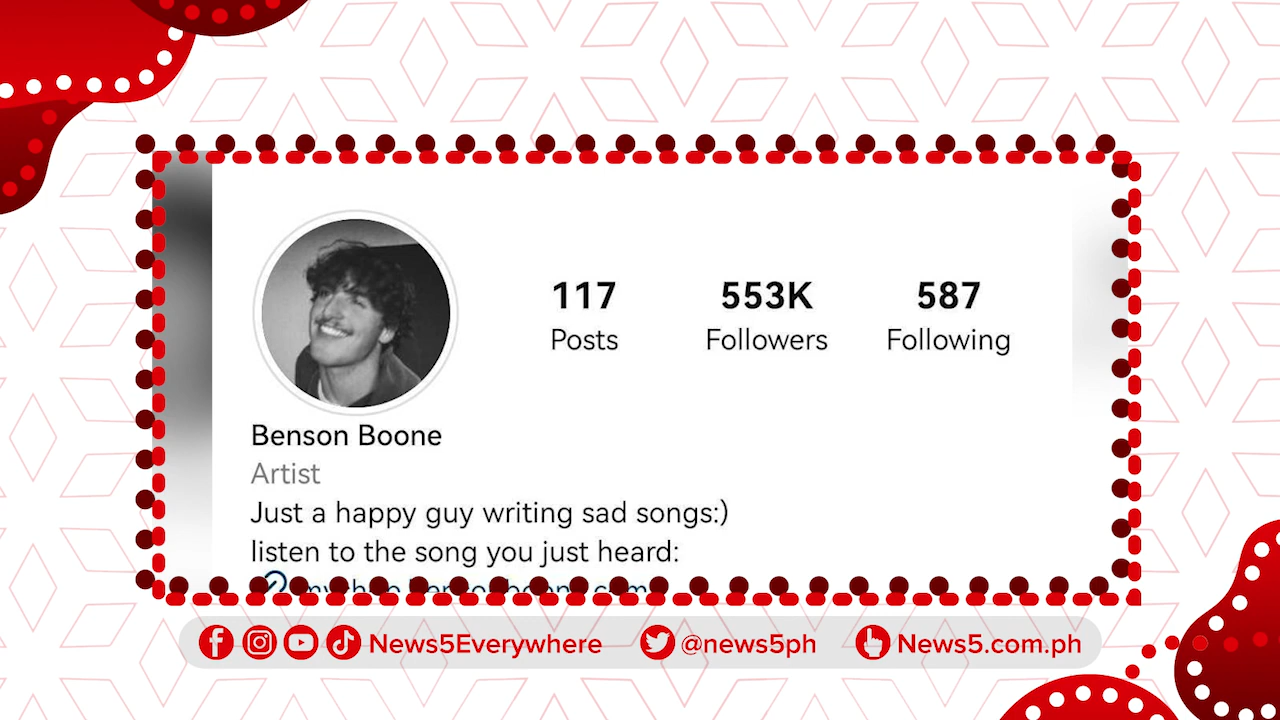 117 553K 587
Posts Followers Following
Benson Boone
Artist
Just a happy guy writing sad songs:)
listen to the song you just heard:
News5Everywhere @news5ph News5.com.ph